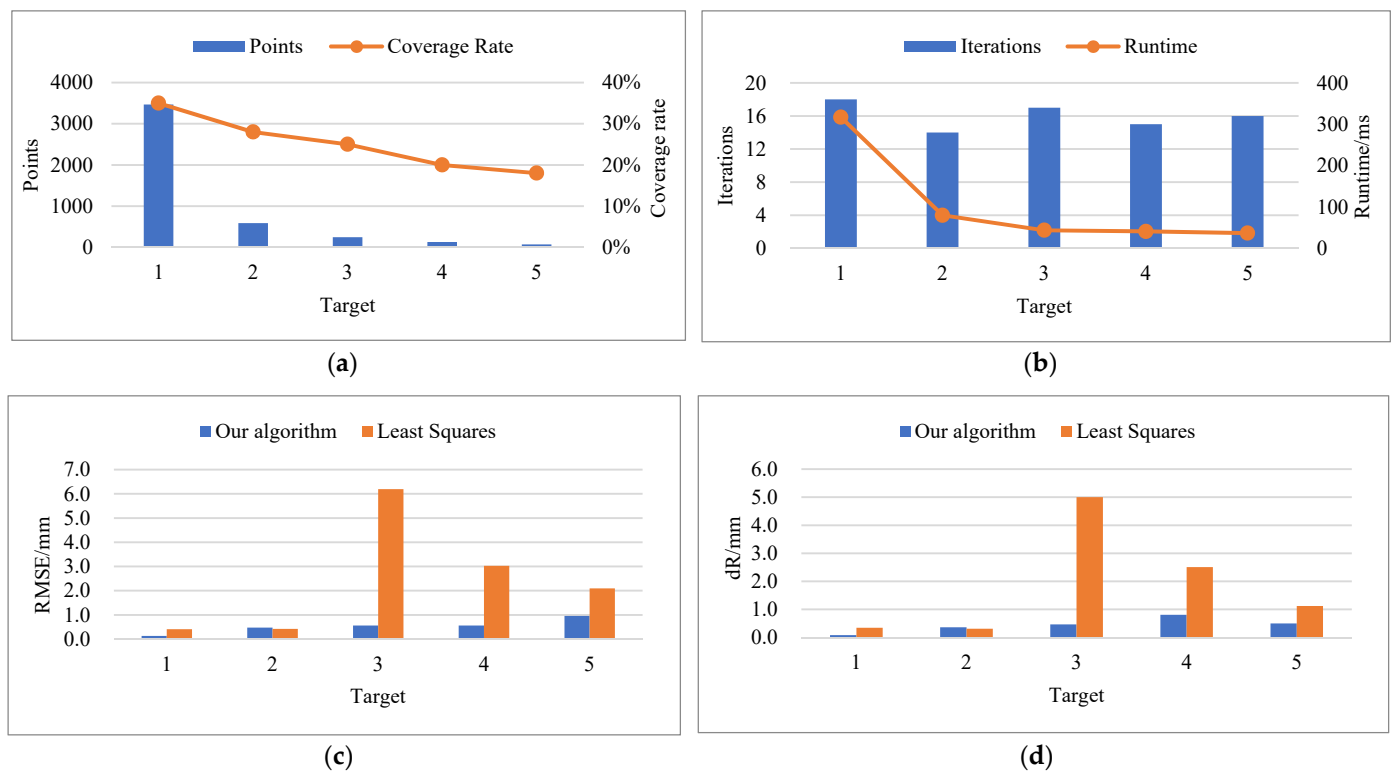 Points Coverage Rate
4000
3000
2000
1000
0
Points
40%
30%
20%
10%
0%
Coverage rate
1 2 3 4 5
Target
(a)
Iterations Runtime
20
16
12
8
4
0
Iterations
400
300
200
100
0
Runtime/ms
1 2 3 4 5
Target
(b)
Our algorithm Least Squares
7.0
6.0
5.0
4.0
3.0
2.0
1.0
0.0
RMSE/mm
1 2 3 4 5
Target
(c)
Our algorithm Least Squares
6.0
5.0
4.0
3.0
2.0
1.0
0.0
dR/mm
1 2 3 4 5
Target
(d)